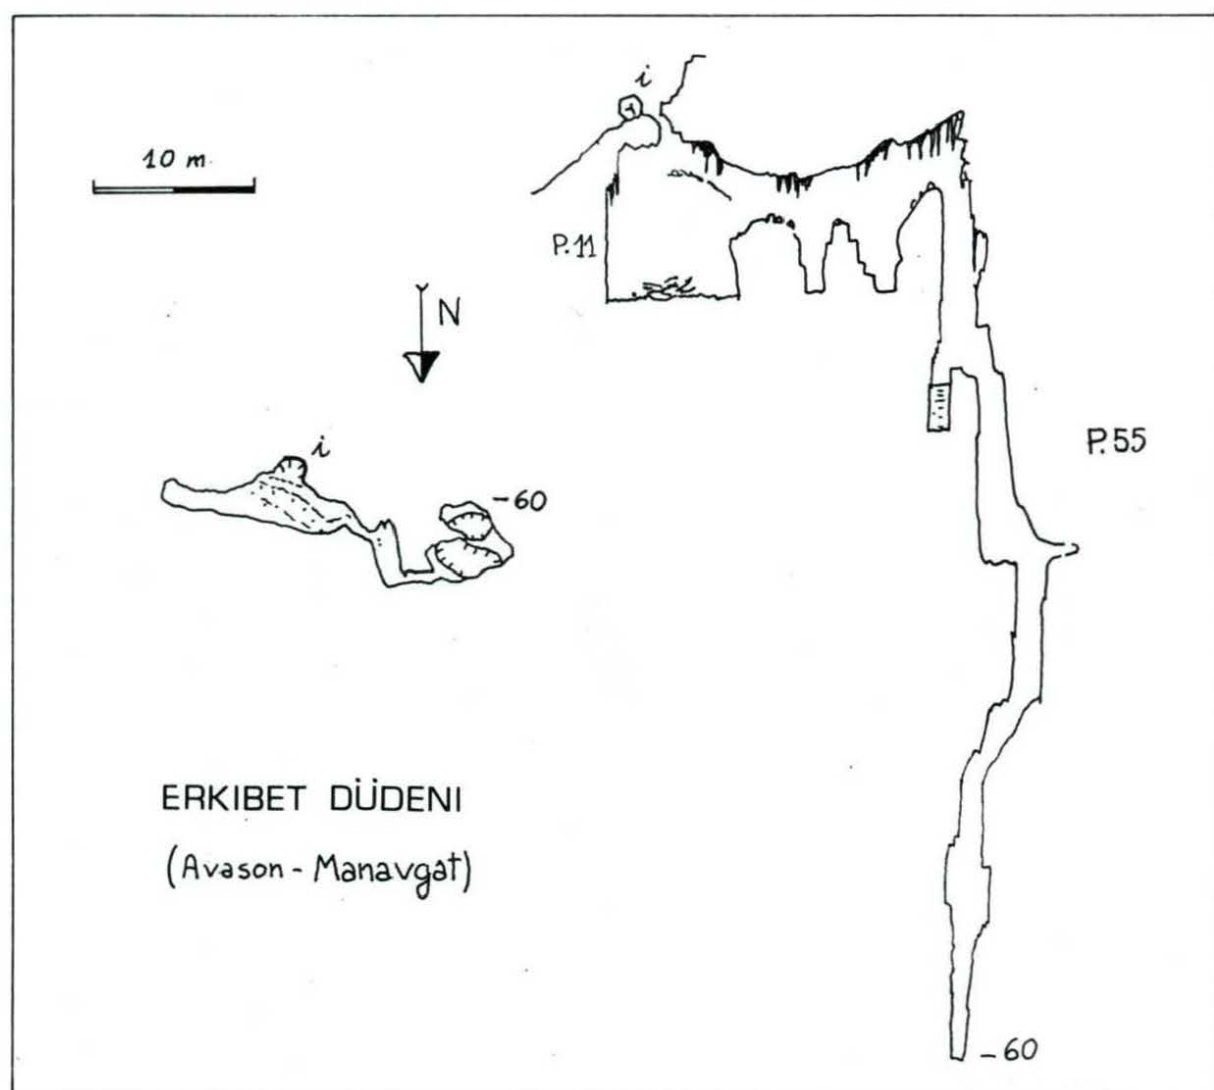 i
10 m.
P.11
N
P.55
i
-60
ERKIBET DÜDENI
(Avason - Manavgat)
-60